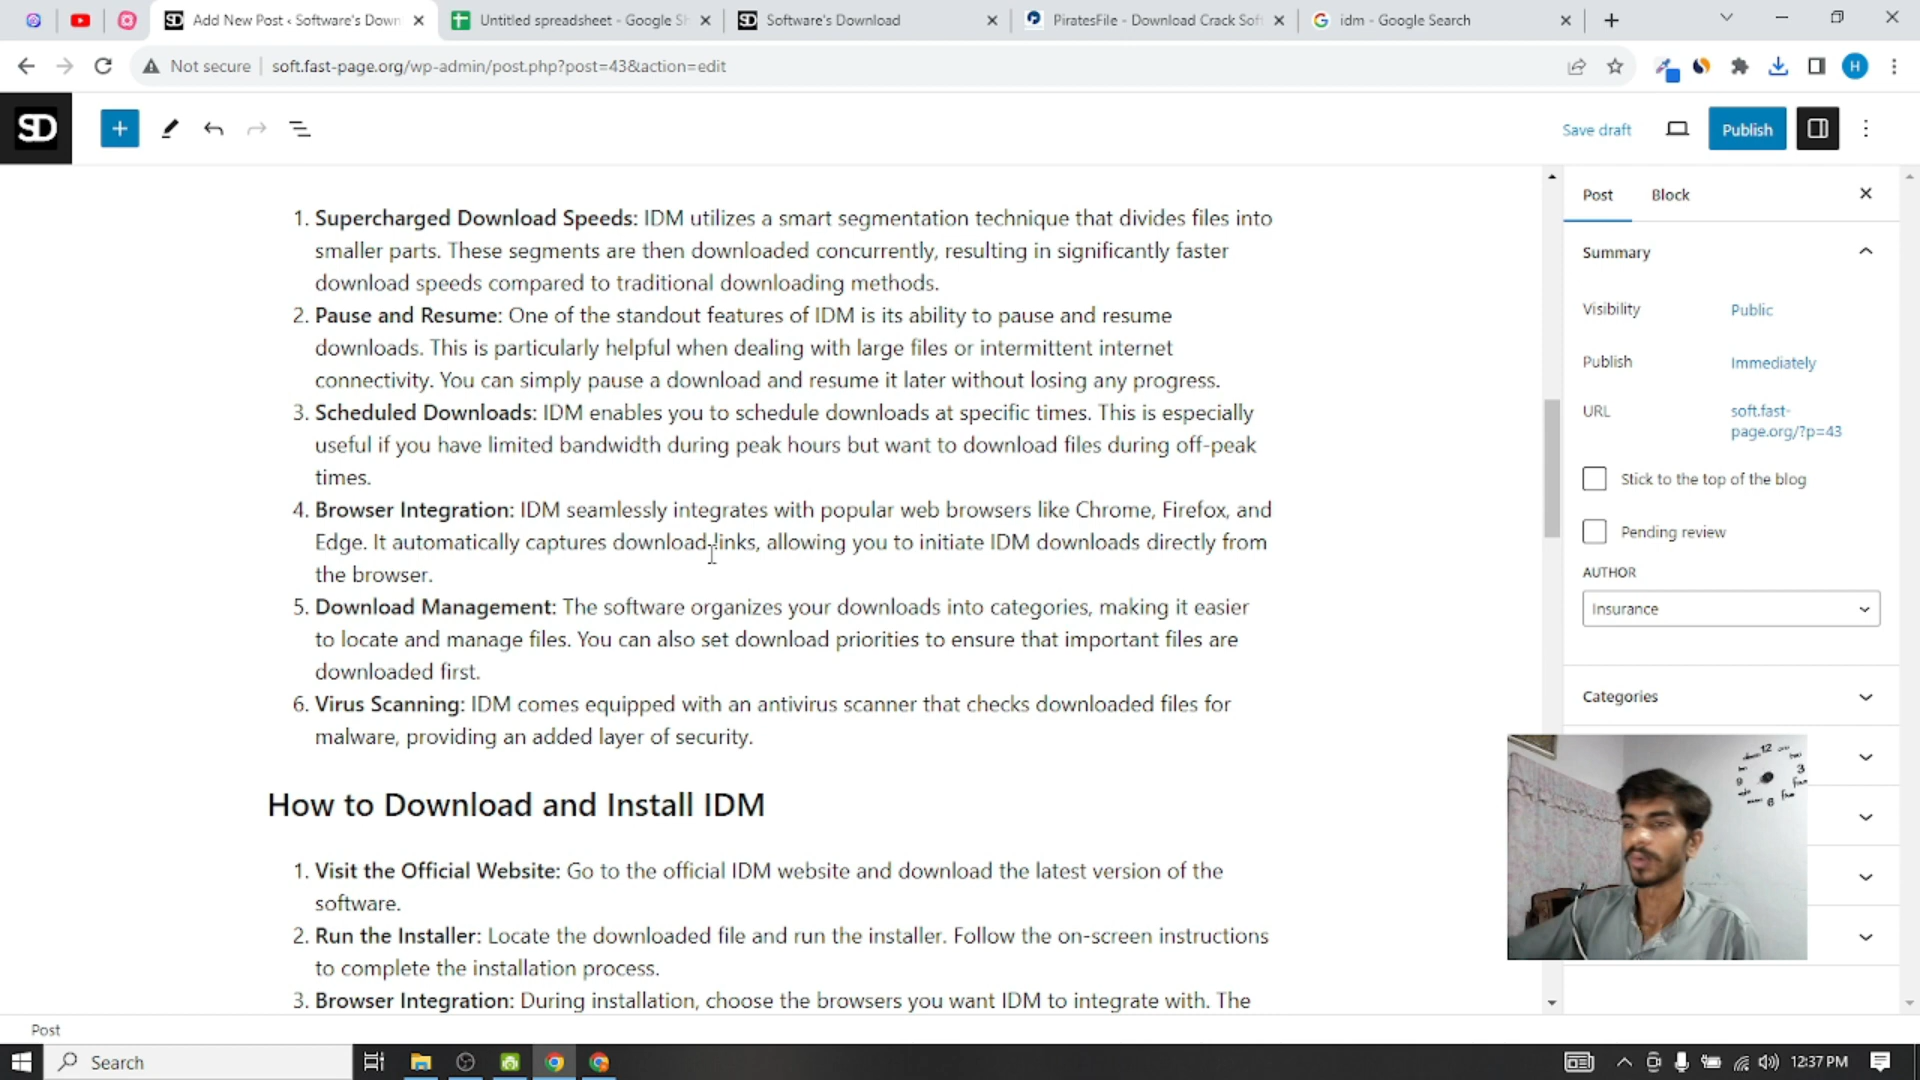 Add New Post ‹ Software's Down
Untitled spreadsheet - Google Sh
Software's Download
PiratesFile - Download Crack Soft
idm - Google Search
Not secure
soft.fast-page.org/wp-admin/post.php?post=43&action=edit
H
SD
Save draft
Publish
1. Supercharged Download Speeds: IDM utilizes a smart segmentation technique that divides files into
smaller parts. These segments are then downloaded concurrently, resulting in significantly faster
download speeds compared to traditional downloading methods.
2. Pause and Resume: One of the standout features of IDM is its ability to pause and resume
downloads. This is particularly helpful when dealing with large files or intermittent internet
connectivity. You can simply pause a download and resume it later without losing any progress.
3. Scheduled Downloads: IDM enables you to schedule downloads at specific times. This is especially
useful if you have limited bandwidth during peak hours but want to download files during off-peak
times.
4. Browser Integration: IDM seamlessly integrates with popular web browsers like Chrome, Firefox, and
Edge. It automatically captures download links, allowing you to initiate IDM downloads directly from
the browser.
5. Download Management: The software organizes your downloads into categories, making it easier
to locate and manage files. You can also set download priorities to ensure that important files are
downloaded first.
6. Virus Scanning: IDM comes equipped with an antivirus scanner that checks downloaded files for
malware, providing an added layer of security.
How to Download and Install IDM
1. Visit the Official Website: Go to the official IDM website and download the latest version of the
software.
2. Run the Installer: Locate the downloaded file and run the installer. Follow the on-screen instructions
to complete the installation process.
3. Browser Integration: During installation, choose the browsers you want IDM to integrate with. The
Post
Block
Summary
Visibility
Public
Publish
Immediately
URL
soft.fast-
page.org/?p=43
Stick to the top of the blog
Pending review
AUTHOR
Insurance
Categories
12
3
6
9
Post
Search
12:37 PM